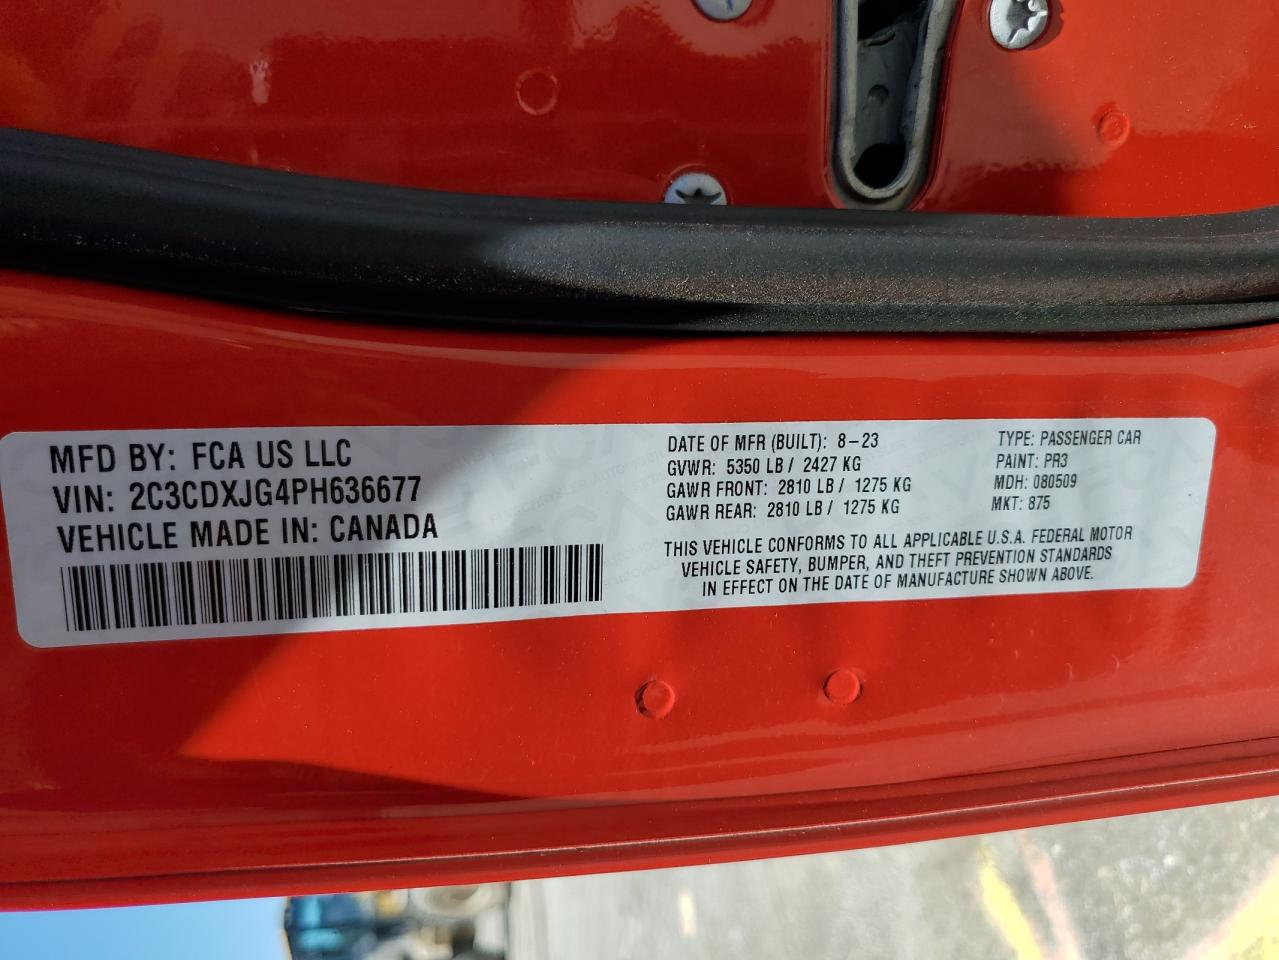 MFD BY: FCA US LLC
VIN: 2C3CDXJG4PH636677
VEHICLE MADE IN: CANADA
DATE OF MFR (BUILT): 8-23
GVWR: 5350 LB / 2427 KG
GAWR FRONT: 2810 LB / 1275 KG
GAWR REAR: 2810 LB / 1275 KG
TYPE: PASSENGER CAR
PAINT: PR3
MDH: 080509
MKT: 875
THIS VEHICLE CONFORMS TO ALL APPLICABLE U.S.A. FEDERAL MOTOR
VEHICLE SAFETY, BUMPER, AND THEFT PREVENTION STANDARDS
IN EFFECT ON THE DATE OF MANUFACTURE SHOWN ABOVE.